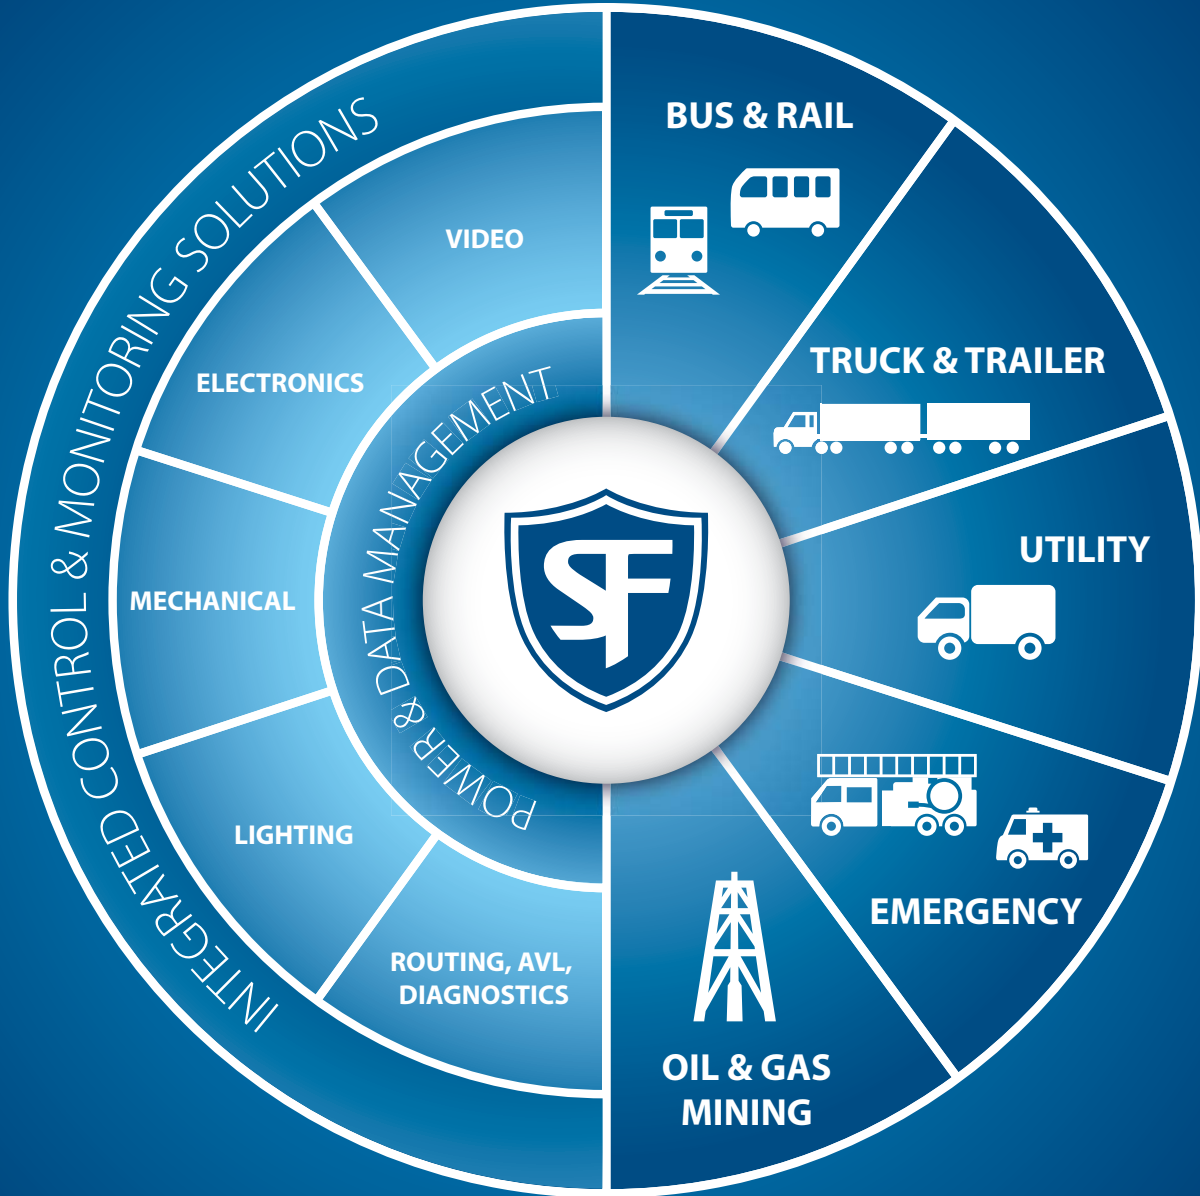 INTEGRATED CONTROL & MONITORING SOLUTIONS
VIDEO
ELECTRONICS
MECHANICAL
LIGHTING
ROUTING, AVL,
DIAGNOSTICS
POWER & DATA MANAGEMENT
SF
BUS & RAIL
TRUCK & TRAILER
UTILITY
EMERGENCY
OIL & GAS
MINING